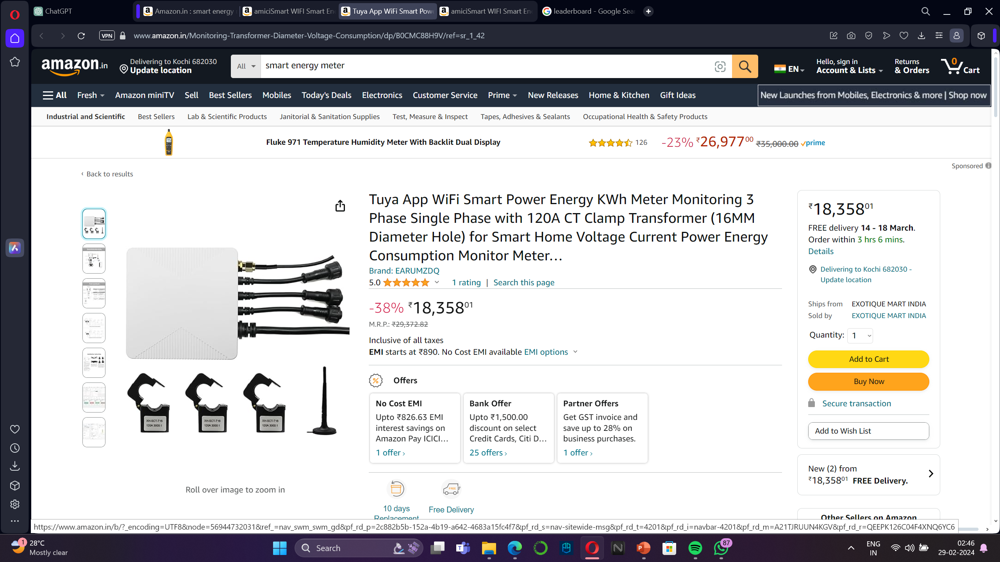 ChatGPT
Amazon.in : smart energy
amiciSmart WIFI Smart En
Tuya App WiFi Smart Pow
amiciSmart WIFI Smart En
leaderboard - Google Sear
VPN
www.amazon.in/Monitoring-Transformer-Diameter-Voltage-Consumption/dp/B0CMC88H9V/ref=sr_1_42
amazon.in
Delivering to Kochi 682030
Update location
All
smart energy meter
EN
Hello, sign in
Account & Lists
Returns
& Orders
0
Cart
All
Fresh
Amazon miniTV
Sell
Best Sellers
Mobiles
Today's Deals
Electronics
Customer Service
Prime
New Releases
Home & Kitchen
Gift Ideas
New Launches from Mobiles, Electronics & more | Shop now
Industrial and Scientific
Best Sellers
Lab & Scientific Products
Janitorial & Sanitation Supplies
Test, Measure & Inspect
Tapes, Adhesives & Sealants
Occupational Health & Safety Products
Fluke 971 Temperature Humidity Meter With Backlit Dual Display
126
-23% ₹26,977.00 ₹35,000.00 prime
Sponsored
‹ Back to results
Tuya App WiFi Smart Power Energy KWh Meter Monitoring 3
Phase Single Phase with 120A CT Clamp Transformer (16MM
Diameter Hole) for Smart Home Voltage Current Power Energy
Consumption Monitor Meter…
Brand: EARUMZDQ
5.0
1 rating | Search this page
-38% ₹18,358.01
M.R.P.: ₹29,372.82
Inclusive of all taxes
EMI starts at ₹890. No Cost EMI available EMI options
Offers
No Cost EMI
Upto ₹826.63 EMI
interest savings on
Amazon Pay ICICI…
1 offer ›
Bank Offer
Upto ₹1,500.00
discount on select
Credit Cards, Citi D…
25 offers ›
Partner Offers
Get GST invoice and
save up to 28% on
business purchases.
1 offer ›
FREE
10 days
Replacement
Free Delivery
XH-SCT-T16
120A 3000:1
XH-SCT-T16
120A 3000:1
XH-SCT-T16
120A 3000:1
Roll over image to zoom in
₹18,358.01
FREE delivery 14 - 18 March.
Order within 3 hrs 6 mins.
Details
Delivering to Kochi 682030 -
Update location
Ships from EXOTIQUE MART INDIA
Sold by EXOTIQUE MART INDIA
Quantity: 1
Add to Cart
Buy Now
Secure transaction
Add to Wish List
New (2) from
₹18,358.01 FREE Delivery.
Other Sellers on Amazon
https://www.amazon.in/b/?_encoding=UTF8&node=56944732031&ref_=nav_swm_swm_gd&pf_rd_p=2c882b5b-152a-4b19-a642-4683a15fc4f7&pf_rd_s=nav-sitewide-msg&pf_rd_t=4201&pf_rd_i=navbar-4201&pf_rd_m=A21TJRUUN4KGV&pf_rd_r=QEEPK126C04F4XNQ6YC6
1
28°C
Mostly clear
Search
87
ENG
IN
02:46
29-02-2024